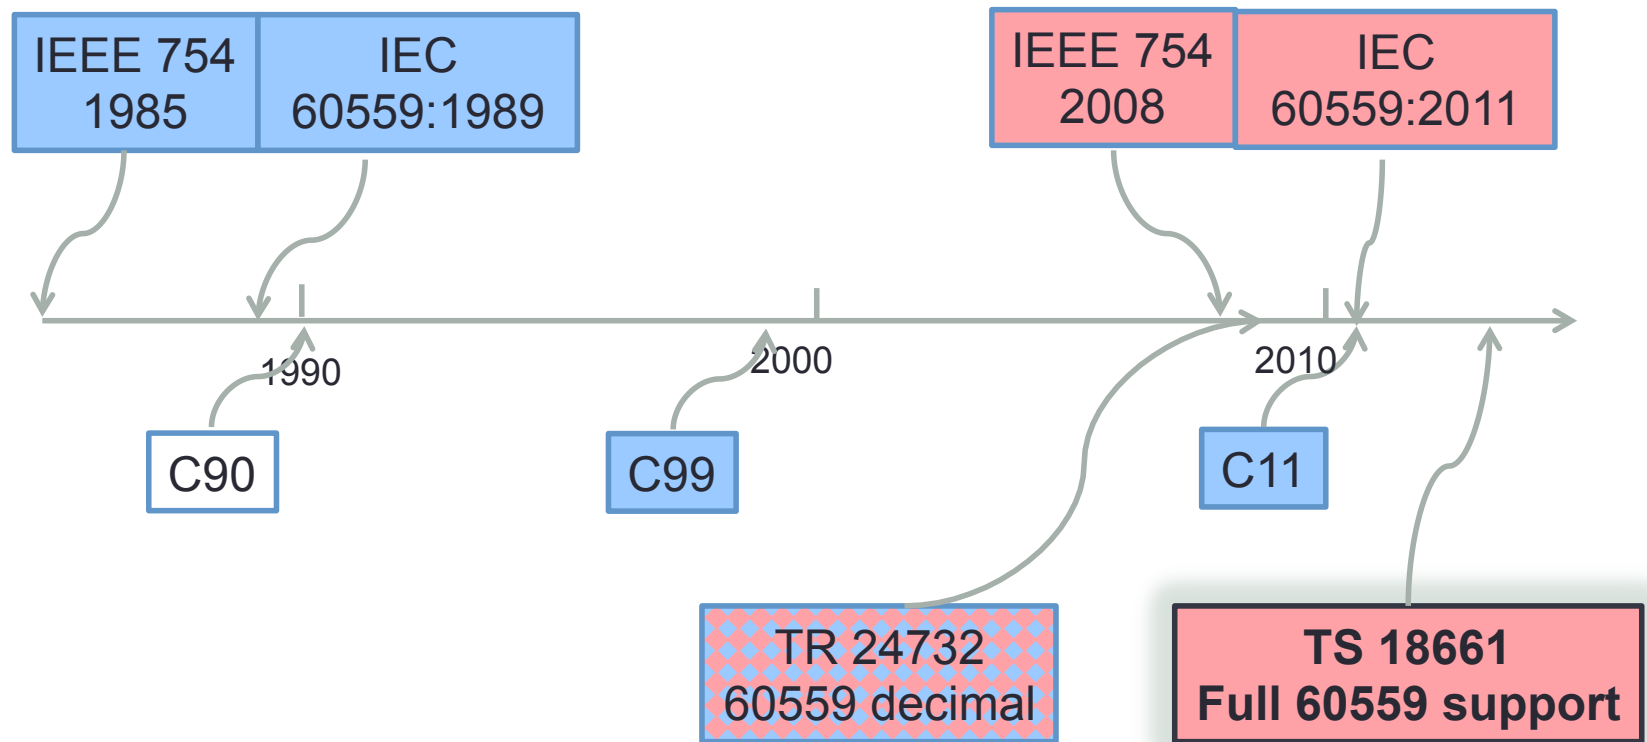 IEEE 754
1985
IEC
60559:1989
IEEE 754
2008
IEC
60559:2011
1990
2000
2010
C90
C99
C11
TR 24732
60559 decimal
TS 18661
Full 60559 support